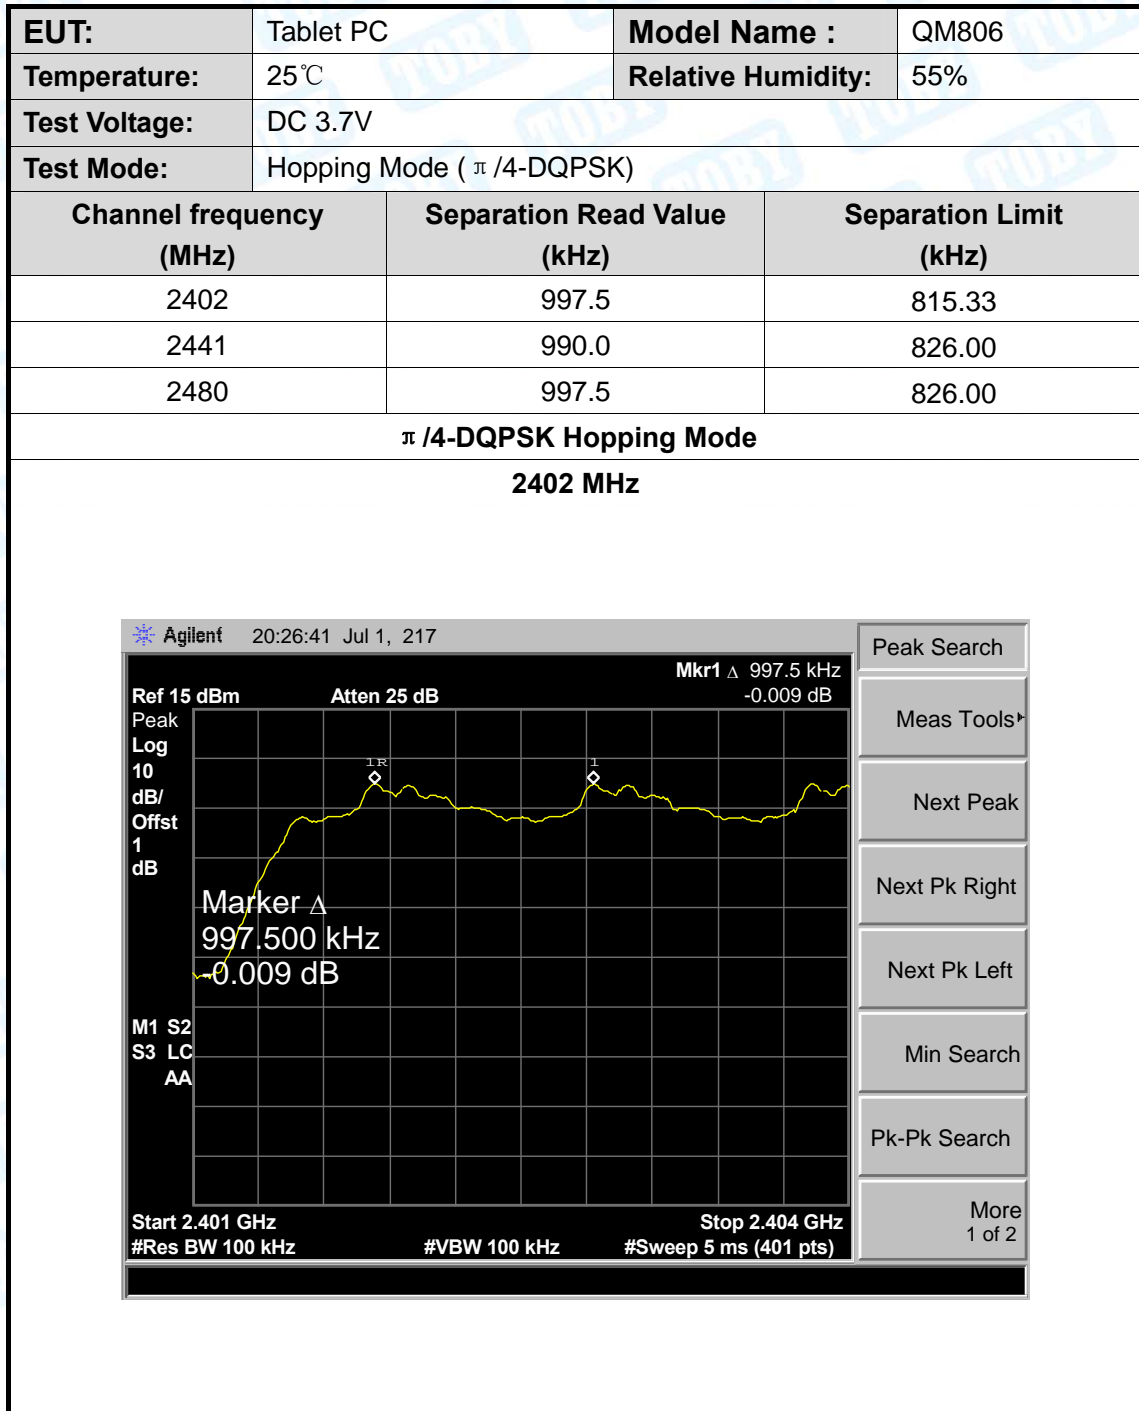 EUT: Tablet PC Model Name : QM806
Temperature: 25℃ Relative Humidity: 55%
Test Voltage: DC 3.7V
Test Mode: Hopping Mode ( π /4-DQPSK)
Channel frequency Separation Read Value Separation Limit
(MHz) (kHz) (kHz)
2402 997.5 815.33
2441 990.0 826.00
2480 997.5 826.00
π /4-DQPSK Hopping Mode
2402 MHz
Agilent 20:26:41 Jul 1, 217
Peak Search
Mkr1 Δ 997.5 kHz
Ref 15 dBm Atten 25 dB -0.009 dB
Peak
Log
10
dB/
Offst
1
dB
1R 1
Marker Δ
997.500 kHz
-0.009 dB
M1 S2
S3 LC
AA
Start 2.401 GHz Stop 2.404 GHz
#Res BW 100 kHz #VBW 100 kHz #Sweep 5 ms (401 pts)
Meas Tools
Next Peak
Next Pk Right
Next Pk Left
Min Search
Pk-Pk Search
More
1 of 2
TOBY